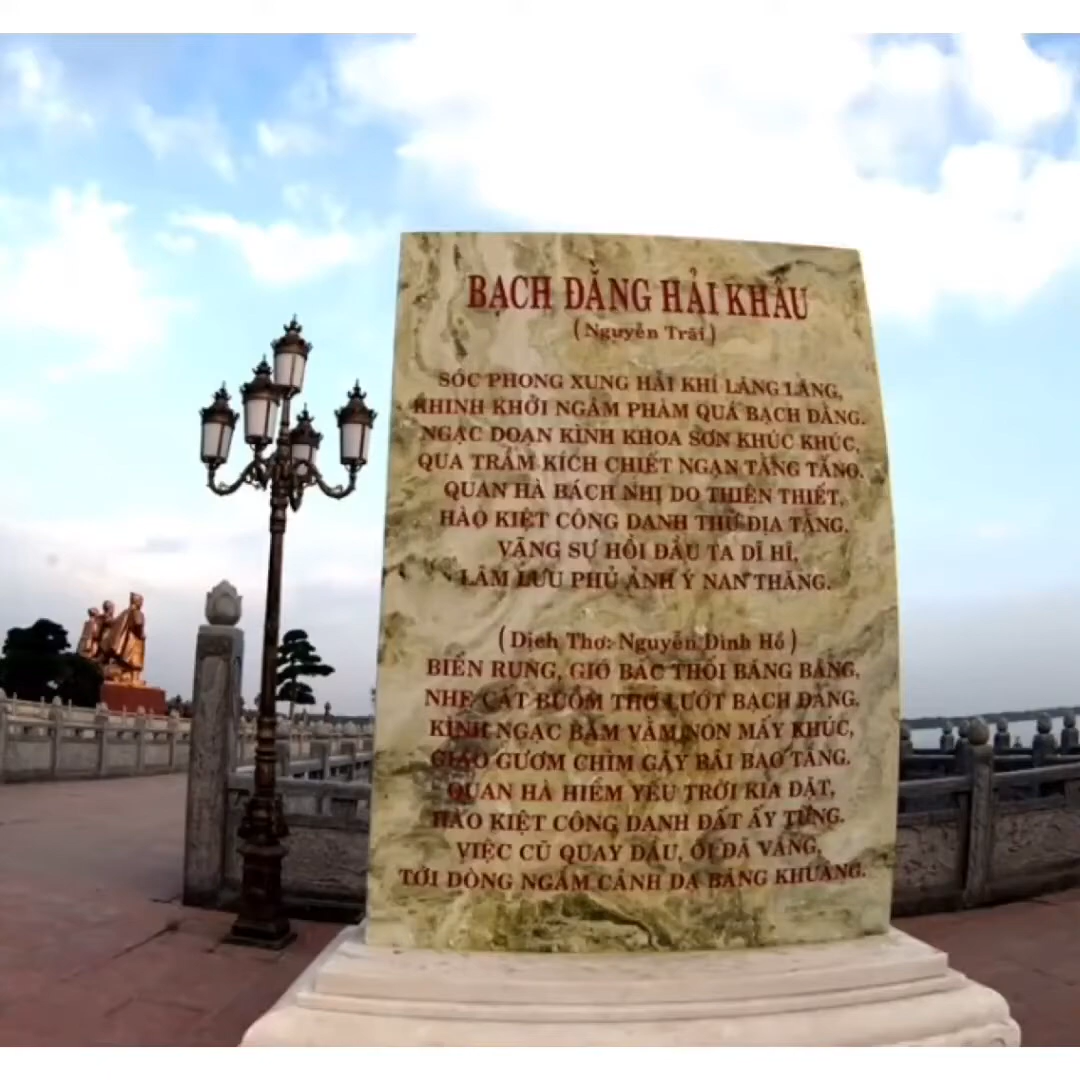 BẠCH ĐẰNG HẢI KHẨU
(Nguyễn Trãi)
SÓC PHONG XUNG HẢI KHÍ LĂNG LĂNG,
KHINH KHỞI NGÂM PHÀM QUÁ BẠCH ĐẰNG.
NGẠC ĐOẠN KÌNH KHOA SƠN KHÚC KHÚC,
QUA TRẦM KÍCH CHIẾT NGẠN TẰNG TẰNG.
QUAN HÀ BÁCH NHỊ DO THIÊN THIẾT,
HÀO KIỆT CÔNG DANH THỬ ĐỊA TẰNG.
VÃNG SỰ HỒI ĐẦU TA DĨ HĨ,
LÂM LƯU PHỦ ẢNH Ý NAN THĂNG.
(Dịch Thơ: Nguyễn Đình Hồ)
BIỂN RUNG, GIÓ BẤC THỔI BĂNG BĂNG,
NHẸ CẤT BUỒM THƠ LƯỚT BẠCH ĐẰNG.
KÌNH NGẠC BĂM VẰM NON MẤY KHÚC,
GIÁO GƯƠM CHÌM GẪY BÃI BAO TẦNG.
QUAN HÀ HIỂM YẾU TRỜI KIA ĐẶT,
HÀO KIỆT CÔNG DANH ĐẤT ẤY TỪNG.
VIỆC CŨ QUAY ĐẦU, ÔI ĐÃ VẮNG,
TỚI DÒNG NGẮM CẢNH DẠ BÂNG KHUÂNG.